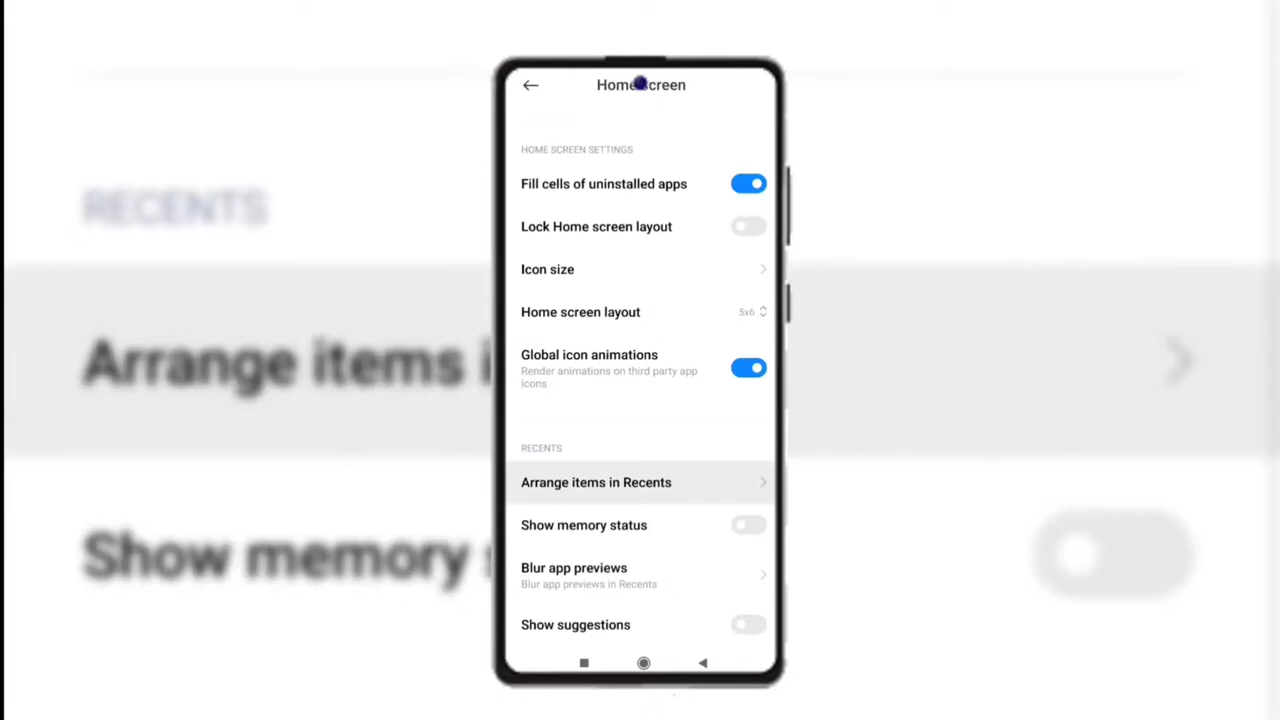 Home Screen
HOME SCREEN SETTINGS
Fill cells of uninstalled apps
Lock Home screen layout
Icon size
Home screen layout
5x6
Global icon animations
Render animations on third party app
icons
RECENTS
Arrange items in Recents
Show memory status
Blur app previews
Blur app previews in Recents
Show suggestions
RECENTS
Arrange items i
Show memory s